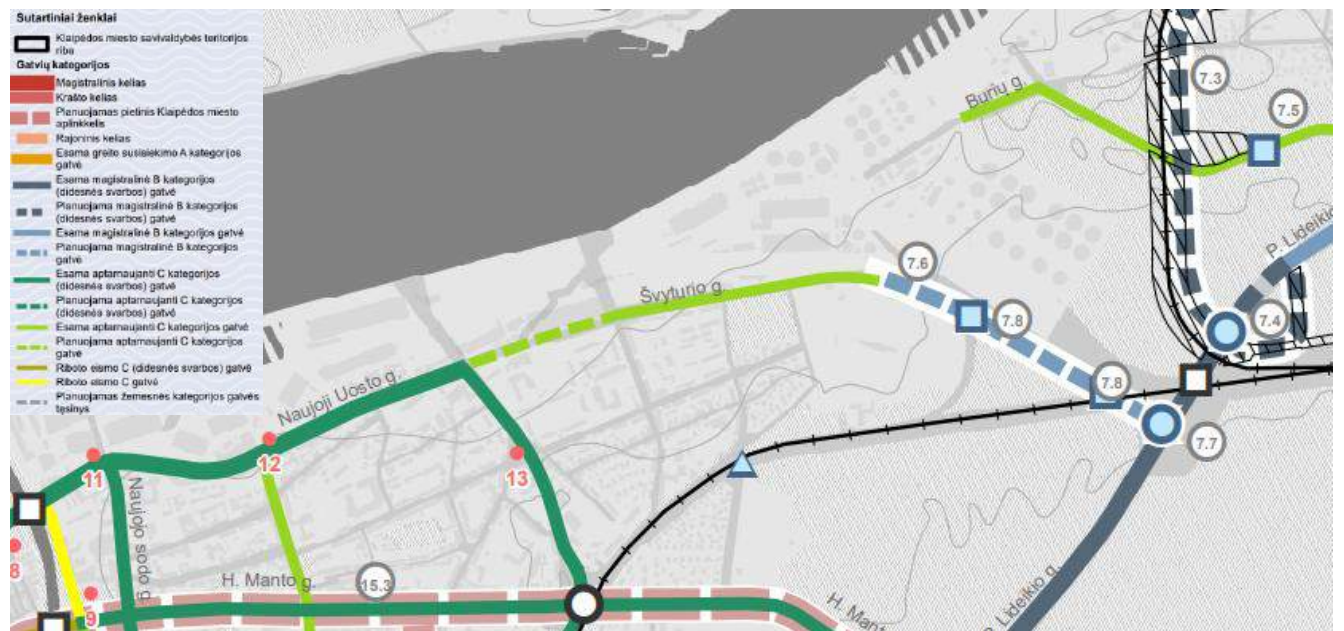 Sutartiniai ženklai
Klaipėdos miesto savivaldybės teritorijos
riba
Gatvių kategorijos
Magistralinis kelias
Krašto kelias
Planuojamas pietinis Klaipėdos miesto
aplinkkelis
Rajoninis kelias
Esama greito susisiekimo A kategorijos
gatvė
Esama magistralinė B kategorijos
(didesnės svarbos) gatvė
Planuojama magistralinė B kategorijos
(didesnės svarbos) gatvė
Esama magistralinė B kategorijos gatvė
Planuojama magistralinė B kategorijos
gatvė
Esama aptarnaujanti C kategorijos
(didesnės svarbos) gatvė
Planuojama aptarnaujanti C kategorijos
(didesnės svarbos) gatvė
Esama aptarnaujanti C kategorijos gatvė
Planuojama aptarnaujanti C kategorijos
gatvė
Riboto eismo C (didesnės svarbos) gatvė
Riboto eismo C gatvė
Planuojamas žemesnės kategorijos gatvės
tęsinys
7.3
Burių g.
7.5
P. Lideikio
7.6
Švyturio g.
7.8
7.4
7.8
Naujoji Uosto g.
7.7
12
13
11
Naujojo sodo g.
8
H. Manto g.
15.3
9
H. Manto
P. Lideikio g.